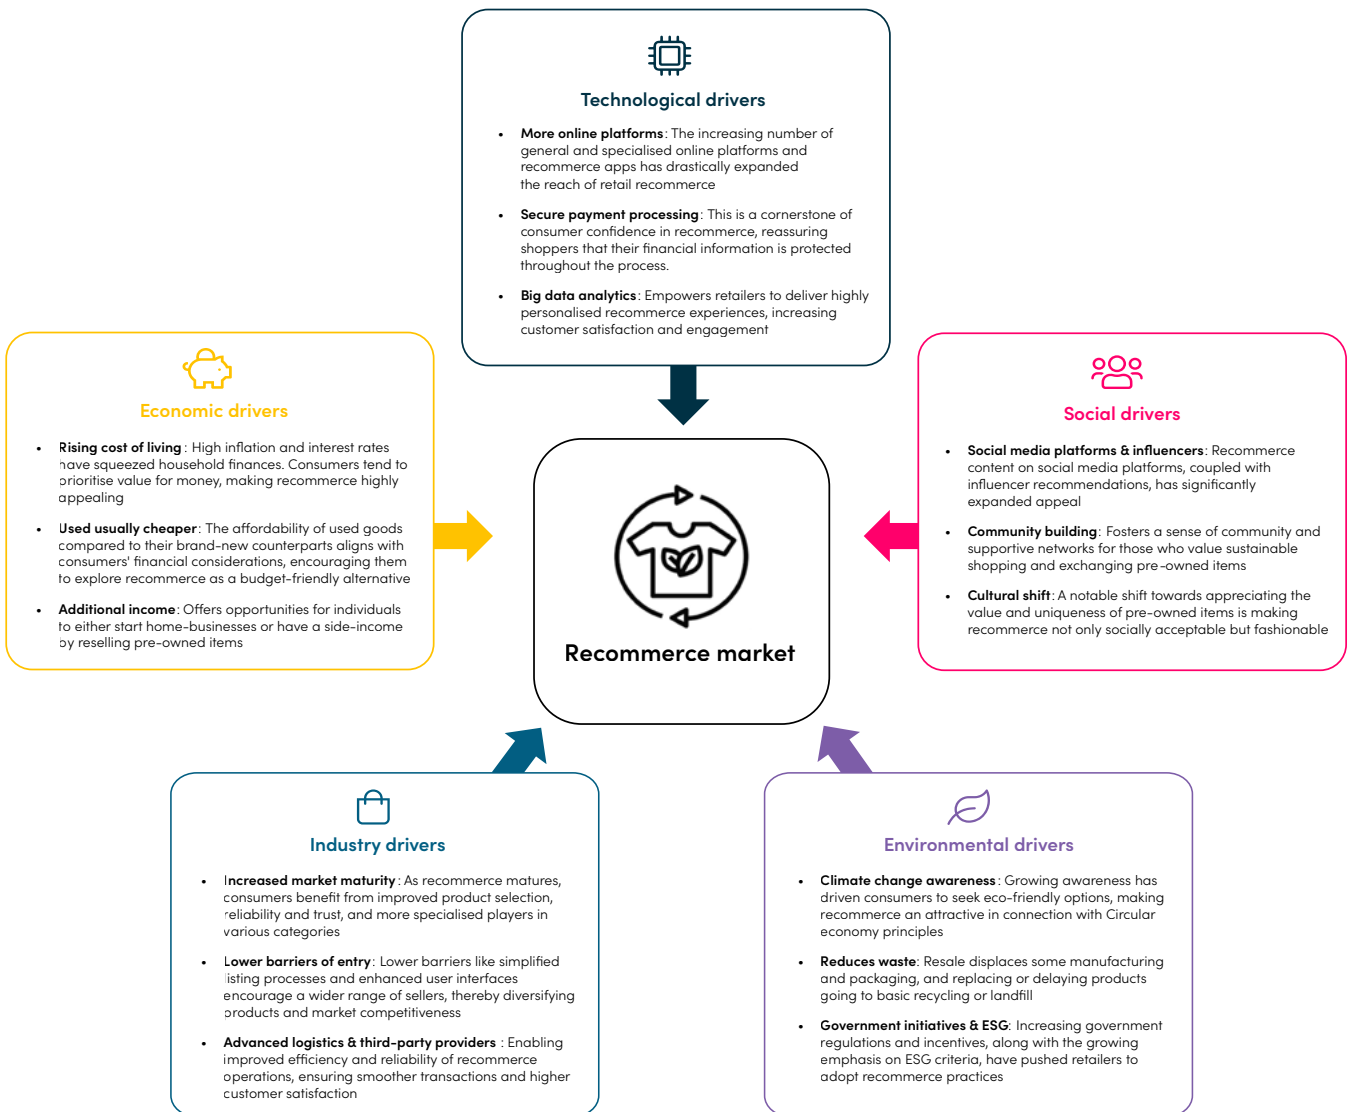 Technological drivers
• More online platforms: The increasing number of
general and specialised online platforms and
recommerce apps has drastically expanded
the reach of retail recommerce
• Secure payment processing: This is a cornerstone of
consumer confidence in recommerce, reassuring
shoppers that their financial information is protected
throughout the process.
• Big data analytics: Empowers retailers to deliver highly
personalised recommerce experiences, increasing
customer satisfaction and engagement
Economic drivers
• Rising cost of living: High inflation and interest rates
have squeezed household finances. Consumers tend to
prioritise value for money, making recommerce highly
appealing
• Used usually cheaper: The affordability of used goods
compared to their brand-new counterparts aligns with
consumers' financial considerations, encouraging them
to explore recommerce as a budget-friendly alternative
• Additional income: Offers opportunities for individuals
to either start home-businesses or have a side-income
by reselling pre-owned items
Social drivers
• Social media platforms & influencers: Recommerce
content on social media platforms, coupled with
influencer recommendations, has significantly
expanded appeal
• Community building: Fosters a sense of community and
supportive networks for those who value sustainable
shopping and exchanging pre-owned items
• Cultural shift: A notable shift towards appreciating the
value and uniqueness of pre-owned items is making
recommerce not only socially acceptable but fashionable
Recommerce market
Industry drivers
• Increased market maturity: As recommerce matures,
consumers benefit from improved product selection,
reliability and trust, and more specialised players in
various categories
• Lower barriers of entry: Lower barriers like simplified
listing processes and enhanced user interfaces
encourage a wider range of sellers, thereby diversifying
products and market competitiveness
• Advanced logistics & third-party providers : Enabling
improved efficiency and reliability of recommerce
operations, ensuring smoother transactions and higher
customer satisfaction
Environmental drivers
• Climate change awareness: Growing awareness has
driven consumers to seek eco-friendly options, making
recommerce an attractive in connection with Circular
economy principles
• Reduces waste: Resale displaces some manufacturing
and packaging, and replacing or delaying products
going to basic recycling or landfill
• Government initiatives & ESG: Increasing government
regulations and incentives, along with the growing
emphasis on ESG criteria, have pushed retailers to
adopt recommerce practices